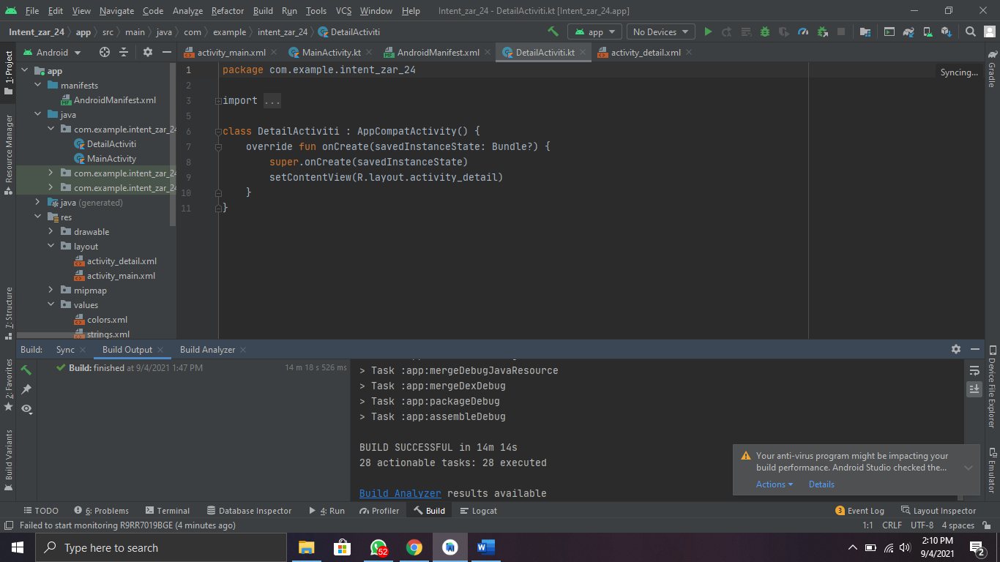 File Edit View Navigate Code Analyze Refactor Build Run Tools VCS Window Help Intent_zar_24 - DetailActiviti.kt [Intent_zar_24.app]
Intent_zar_24 app src main java com example intent_zar_24 DetailActiviti app No Devices
Android
activity_main.xml MainActivity.kt AndroidManifest.xml DetailActiviti.kt activity_detail.xml
1: Project
Resource Manager
7: Structure
2: Favorites
Build Variants
app
manifests
AndroidManifest.xml
java
com.example.intent_zar_24
DetailActiviti
MainActivity
com.example.intent_zar_24
com.example.intent_zar_24
java (generated)
res
drawable
layout
activity_detail.xml
activity_main.xml
mipmap
values
colors.xml
strings.xml
1 package com.example.intent_zar_24
2
3 import ...
5
6 class DetailActiviti : AppCompatActivity() {
7 override fun onCreate(savedInstanceState: Bundle?) {
8 super.onCreate(savedInstanceState)
9 setContentView(R.layout.activity_detail)
10 }
11 }
Syncing...
Gradle
Device File Explorer
Emulator
Build: Sync Build Output Build Analyzer
Build: finished at 9/4/2021 1:47 PM 14 m 18 s 526 ms
> Task :app:mergeDebugJavaResource
> Task :app:mergeDexDebug
> Task :app:packageDebug
> Task :app:assembleDebug
BUILD SUCCESSFUL in 14m 14s
28 actionable tasks: 28 executed
Build Analyzer results available
Your anti-virus program might be impacting your
build performance. Android Studio checked the...
Actions Details
TODO 6: Problems Terminal Database Inspector 4: Run Profiler Build Logcat 3 Event Log Layout Inspector
Failed to start monitoring R9RR7019BGE (4 minutes ago) 1:1 CRLF UTF-8 4 spaces
Type here to search
52
2:10 PM
9/4/2021
2